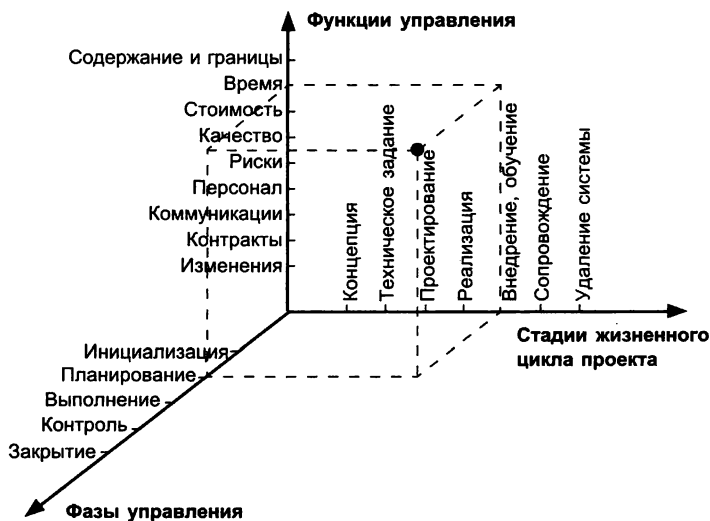 Функции управления
Содержание и границы
Время
Стоимость
Качество
Риски
Персонал
Коммуникации
Контракты
Изменения
Концепция
Техническое задание
Проектирование
Реализация
Внедрение, обучение
Сопровождение
Удаление системы
Стадии жизненного
цикла проекта
Инициализация
Планирование
Выполнение
Контроль
Закрытие
Фазы управления